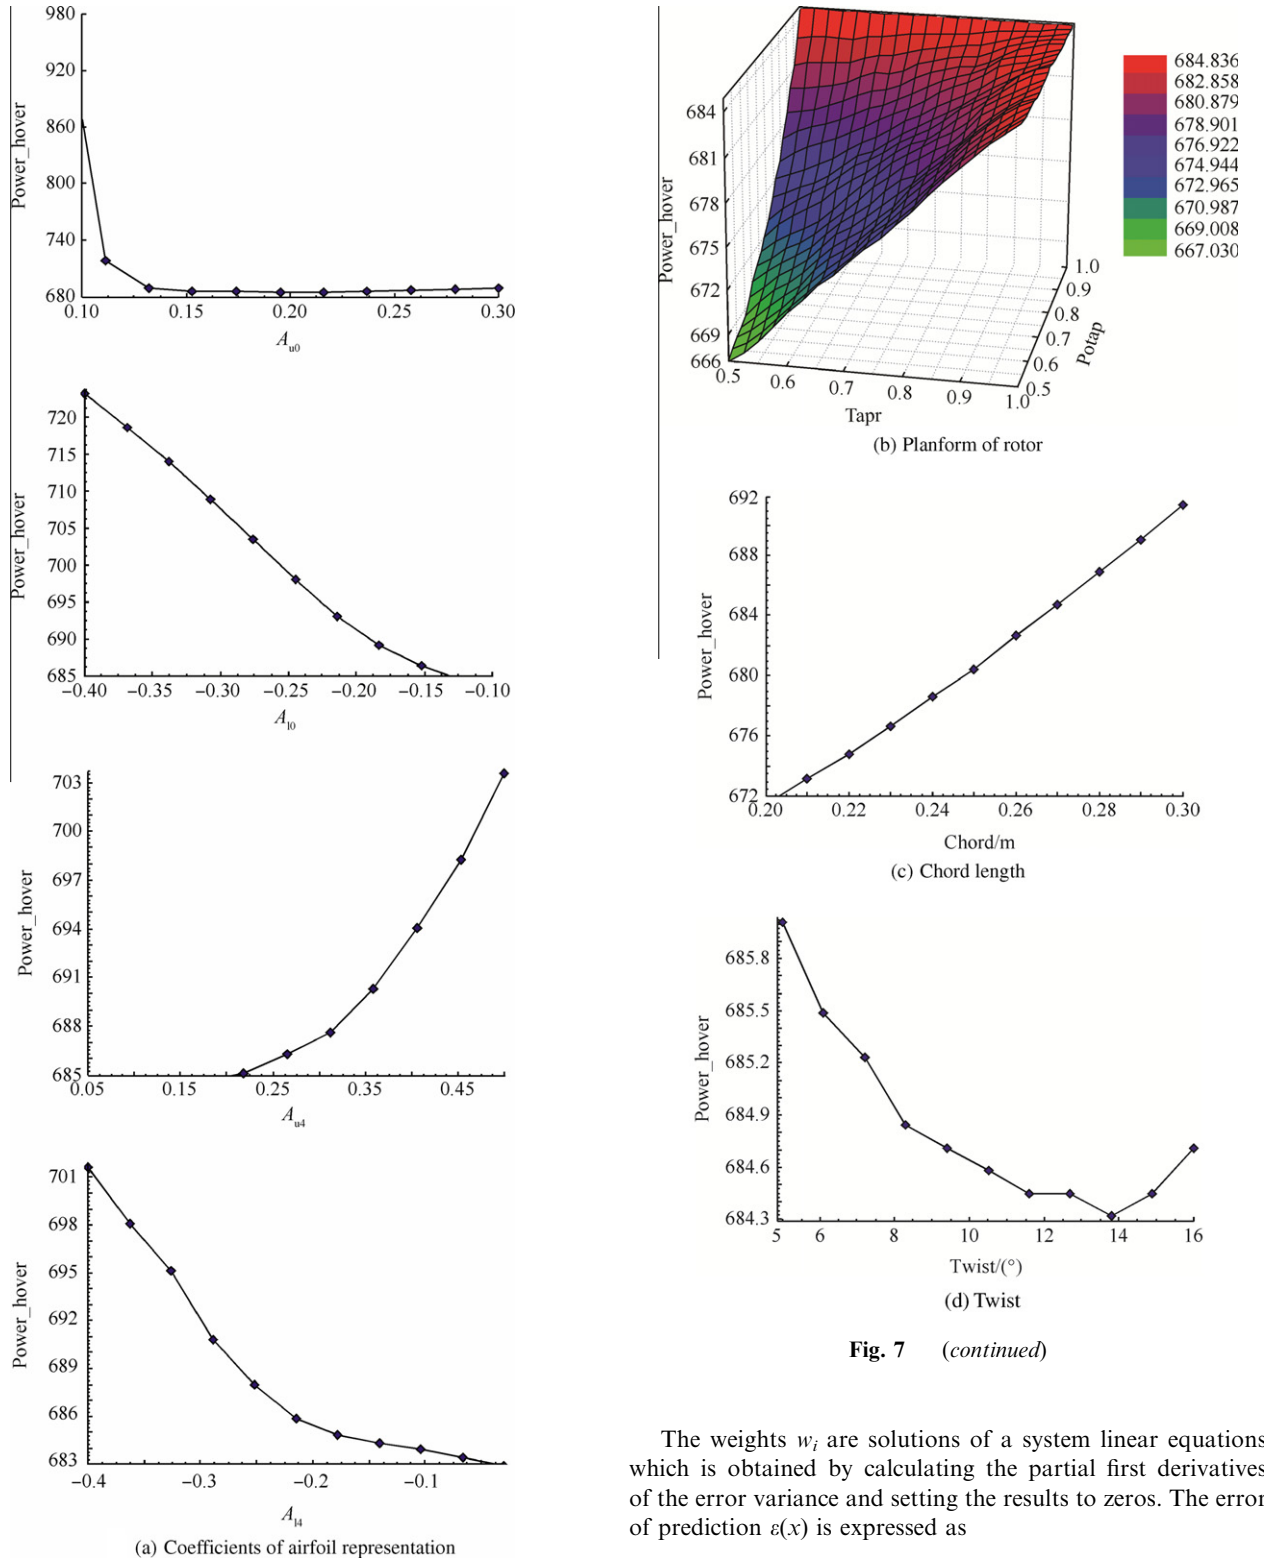 980
920
860
800
740
680
Power_hover
0.10 0.15 0.20 0.25 0.30
A_u0
720
715
710
705
700
695
690
685
Power_hover
−0.40 −0.35 −0.30 −0.25 −0.20 −0.15 −0.10
A_l0
703
700
697
694
691
688
685
Power_hover
0.05 0.15 0.25 0.35 0.45
A_u4
701
698
695
692
689
686
683
Power_hover
−0.4 −0.3 −0.2 −0.1
A_l4
(a) Coefficients of airfoil representation
684
681
678
675
672
669
666
Power_hover
0.5 0.6 0.7 0.8 0.9 1.0
Tapr
1.0
0.9
0.8
0.7
0.6
0.5
Potap
684.836
682.858
680.879
678.901
676.922
674.944
672.965
670.987
669.008
667.030
(b) Planform of rotor
692
688
684
680
676
672
Power_hover
0.20 0.22 0.24 0.26 0.28 0.30
Chord/m
(c) Chord length
685.8
685.5
685.2
684.9
684.6
684.3
Power_hover
5 6 8 10 12 14 16
Twist/(°)
(d) Twist
Fig. 7 (continued)
The weights w_i are solutions of a system linear equations
which is obtained by calculating the partial first derivatives
of the error variance and setting the results to zeros. The error
of prediction ε(x) is expressed as